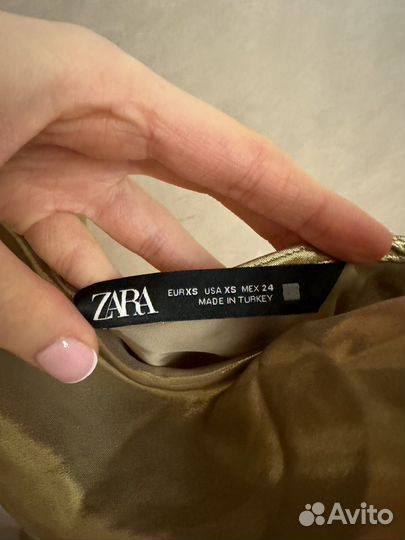 ZARA
EUR XS USA XS MEX 24
MADE IN TURKEY
Avito